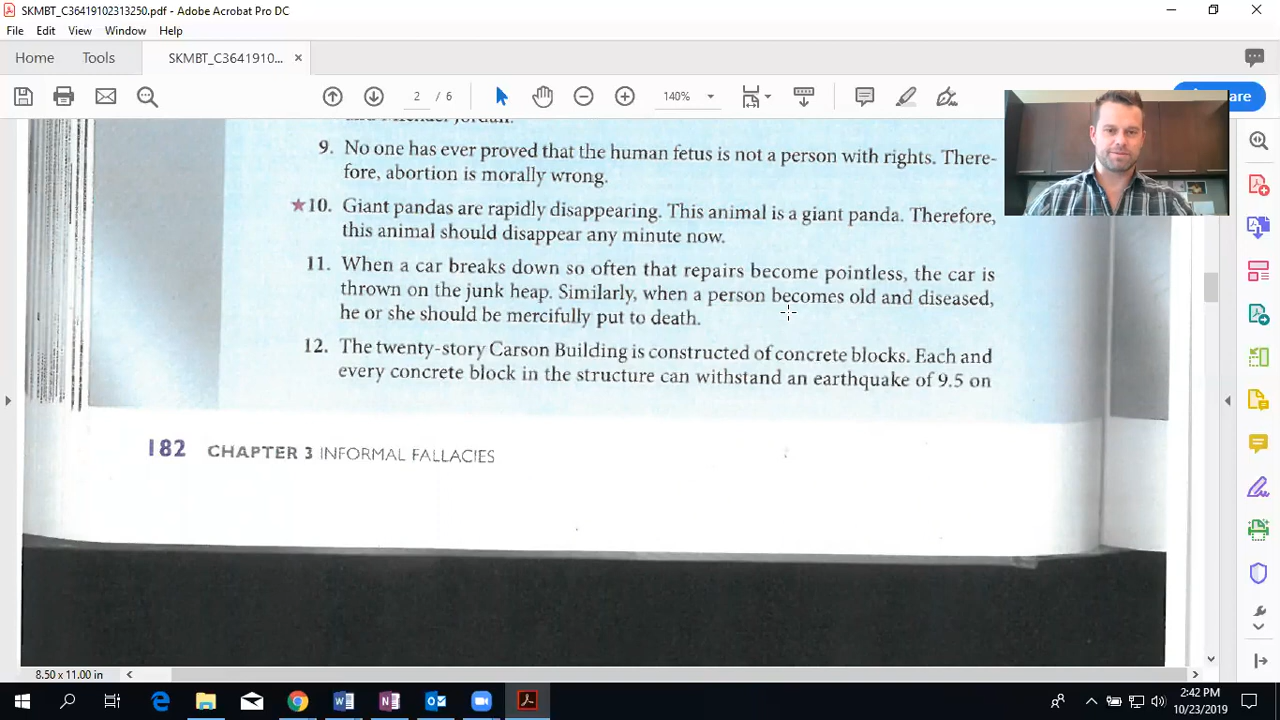 SKMBT_C36419102313250.pdf - Adobe Acrobat Pro DC
File Edit View Window Help
Home Tools SKMBT_C3641910... ×
2 / 6 140%
9. No one has ever proved that the human fetus is not a person with rights. There-
fore, abortion is morally wrong.
★10. Giant pandas are rapidly disappearing. This animal is a giant panda. Therefore,
this animal should disappear any minute now.
11. When a car breaks down so often that repairs become pointless, the car is
thrown on the junk heap. Similarly, when a person becomes old and diseased,
he or she should be mercifully put to death.
12. The twenty-story Carson Building is constructed of concrete blocks. Each and
every concrete block in the structure can withstand an earthquake of 9.5 on
182 CHAPTER 3 INFORMAL FALLACIES
8.50 x 11.00 in
2:42 PM
10/23/2019